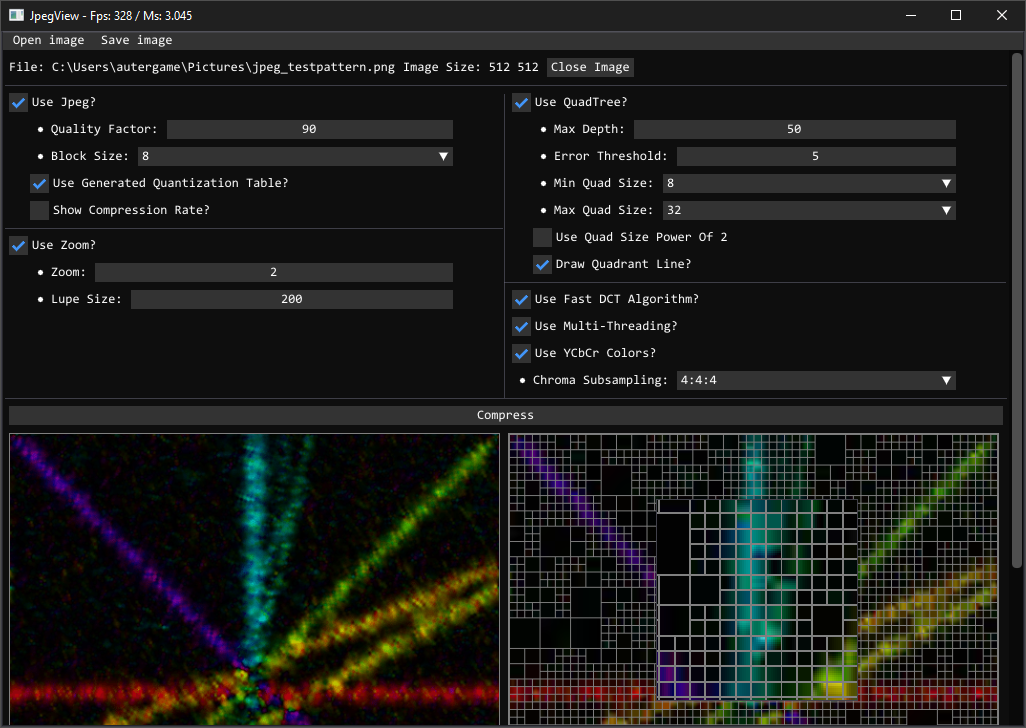 JpegView - Fps: 328 / Ms: 3.045
Open image Save image
File: C:\Users\autergame\Pictures\jpeg_testpattern.png Image Size: 512 512 Close Image
Use Jpeg?
• Quality Factor: 90
• Block Size: 8
Use Generated Quantization Table?
Show Compression Rate?
Use Zoom?
• Zoom: 2
• Lupe Size: 200
Use QuadTree?
• Max Depth: 50
• Error Threshold: 5
• Min Quad Size: 8
• Max Quad Size: 32
Use Quad Size Power Of 2
Draw Quadrant Line?
Use Fast DCT Algorithm?
Use Multi-Threading?
Use YCbCr Colors?
• Chroma Subsampling: 4:4:4
Compress